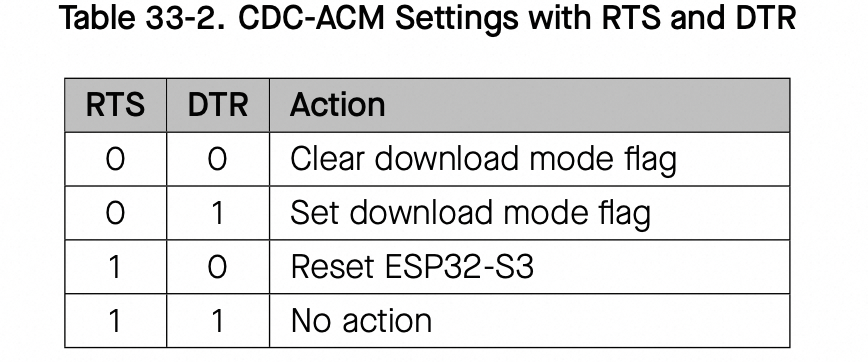 Table 33-2. CDC-ACM Settings with RTS and DTR
RTS DTR Action
0 0 Clear download mode flag
0 1 Set download mode flag
1 0 Reset ESP32-S3
1 1 No action